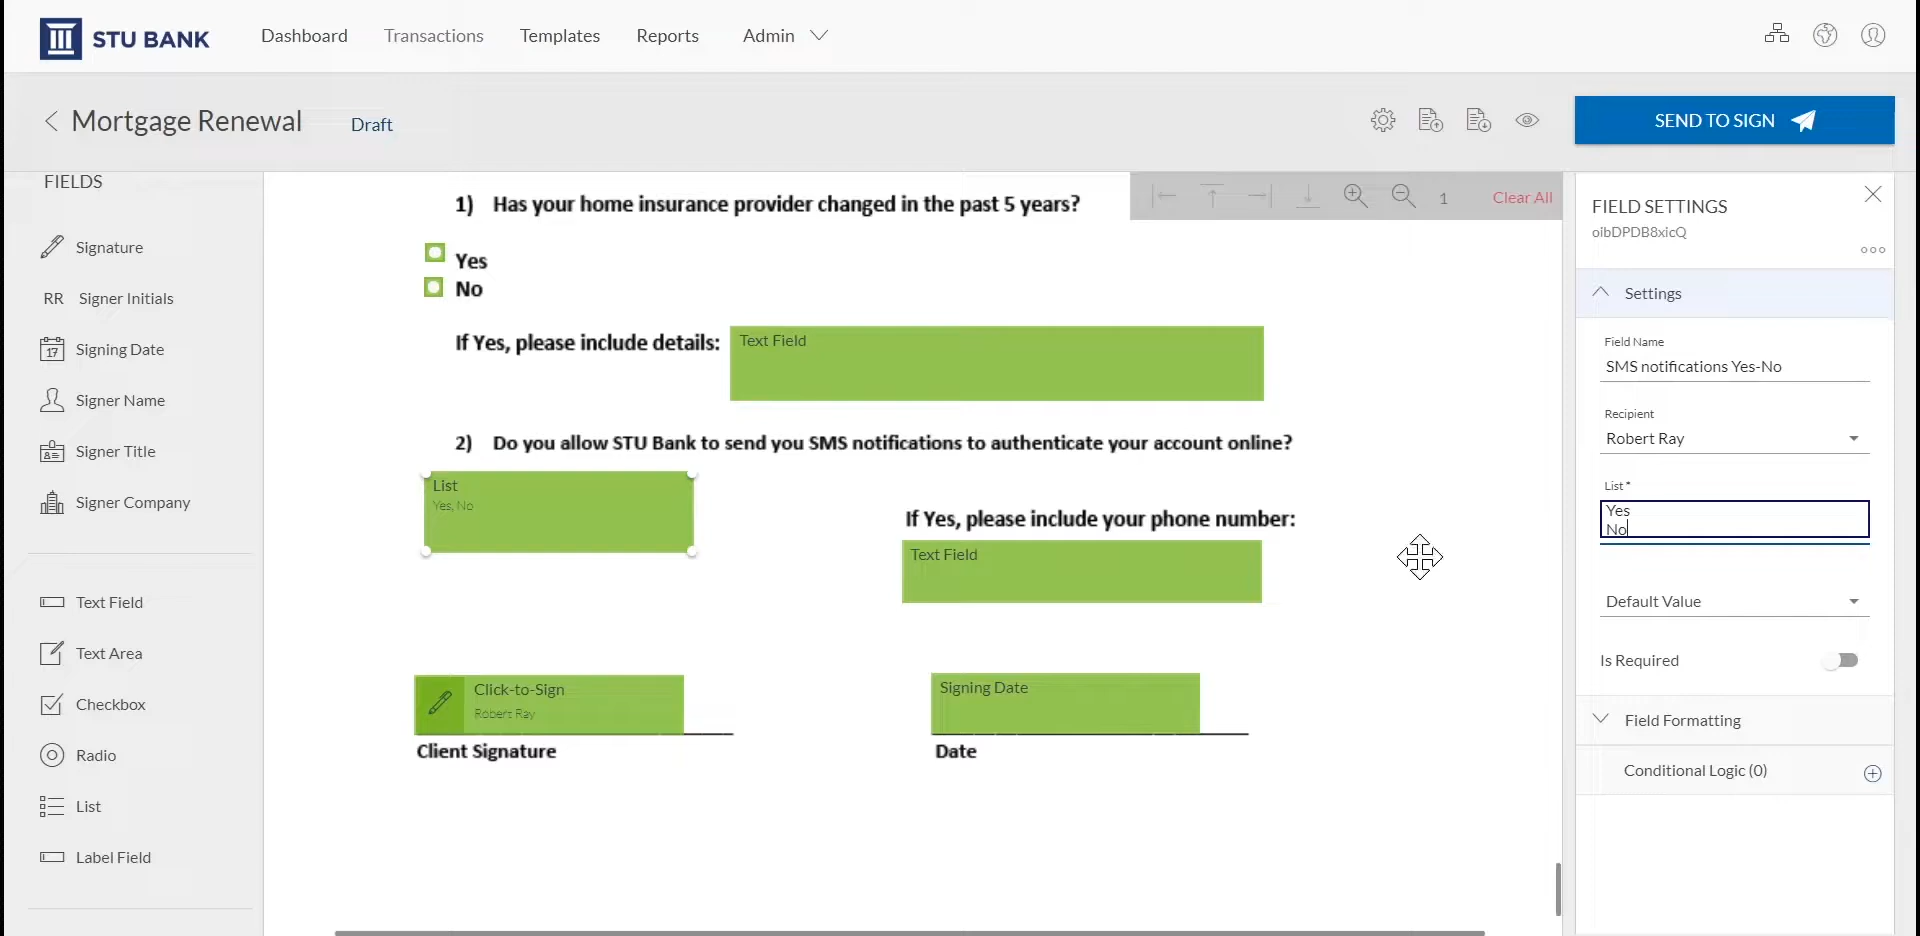 STU BANK
Dashboard
Transactions
Templates
Reports
Admin
Mortgage Renewal
Draft
SEND TO SIGN
FIELDS
Signature
RR Signer Initials
17 Signing Date
Signer Name
Signer Title
Signer Company
Text Field
Text Area
Checkbox
Radio
List
Label Field
1
Clear All
1) Has your home insurance provider changed in the past 5 years?
Yes
No
If Yes, please include details:
Text Field
2) Do you allow STU Bank to send you SMS notifications to authenticate your account online?
List
Yes, No
If Yes, please include your phone number:
Text Field
Click-to-Sign
Robert Ray
Client Signature
Signing Date
Date
FIELD SETTINGS
oibDPDB8xicQ
Settings
Field Name
SMS notifications Yes-No
Recipient
Robert Ray
List *
Yes
No
Default Value
Is Required
Field Formatting
Conditional Logic (0)